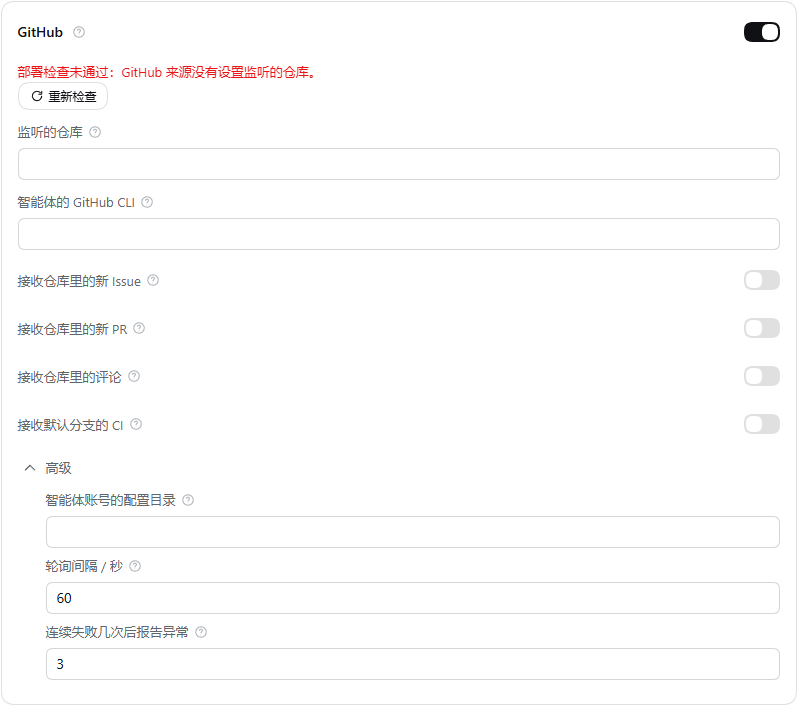 GitHub
部署检查未通过：GitHub 来源没有设置监听的仓库。
重新检查
监听的仓库
智能体的 GitHub CLI
接收仓库里的新 Issue
接收仓库里的新 PR
接收仓库里的评论
接收默认分支的 CI
高级
智能体账号的配置目录
轮询间隔 / 秒
60
连续失败几次后报告异常
3